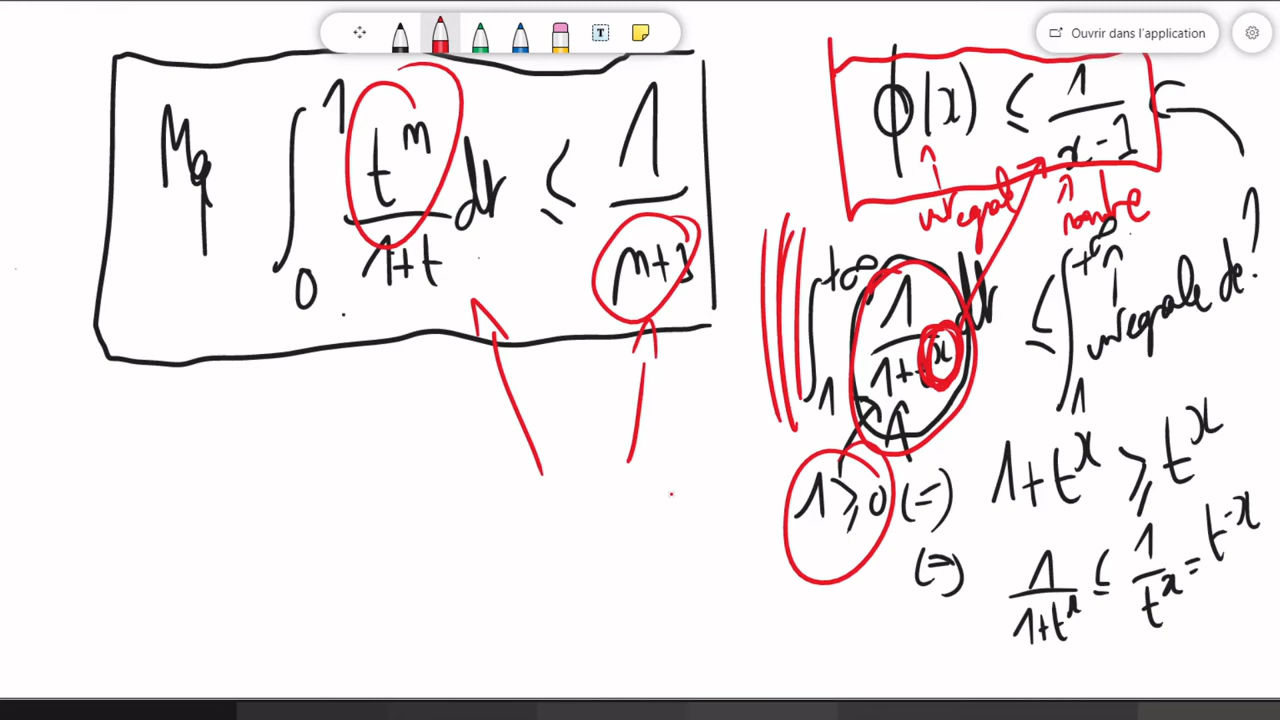 Ouvrir dans l'application
Mq ∫₀¹ tⁿ/(1+t) dt ≤ 1/(n+1)
ϕ(x) ≤ 1/(x-1)
intégrale
nombre
∫₁^{+∞} 1/(1+t^x) dt ≤ ∫₁^{+∞}
intégrale de?
1 ≥ 0 (=) 1+t^x ≥ t^x
(=) 1/(1+t^x) ≤ 1/t^x = t^{-x}